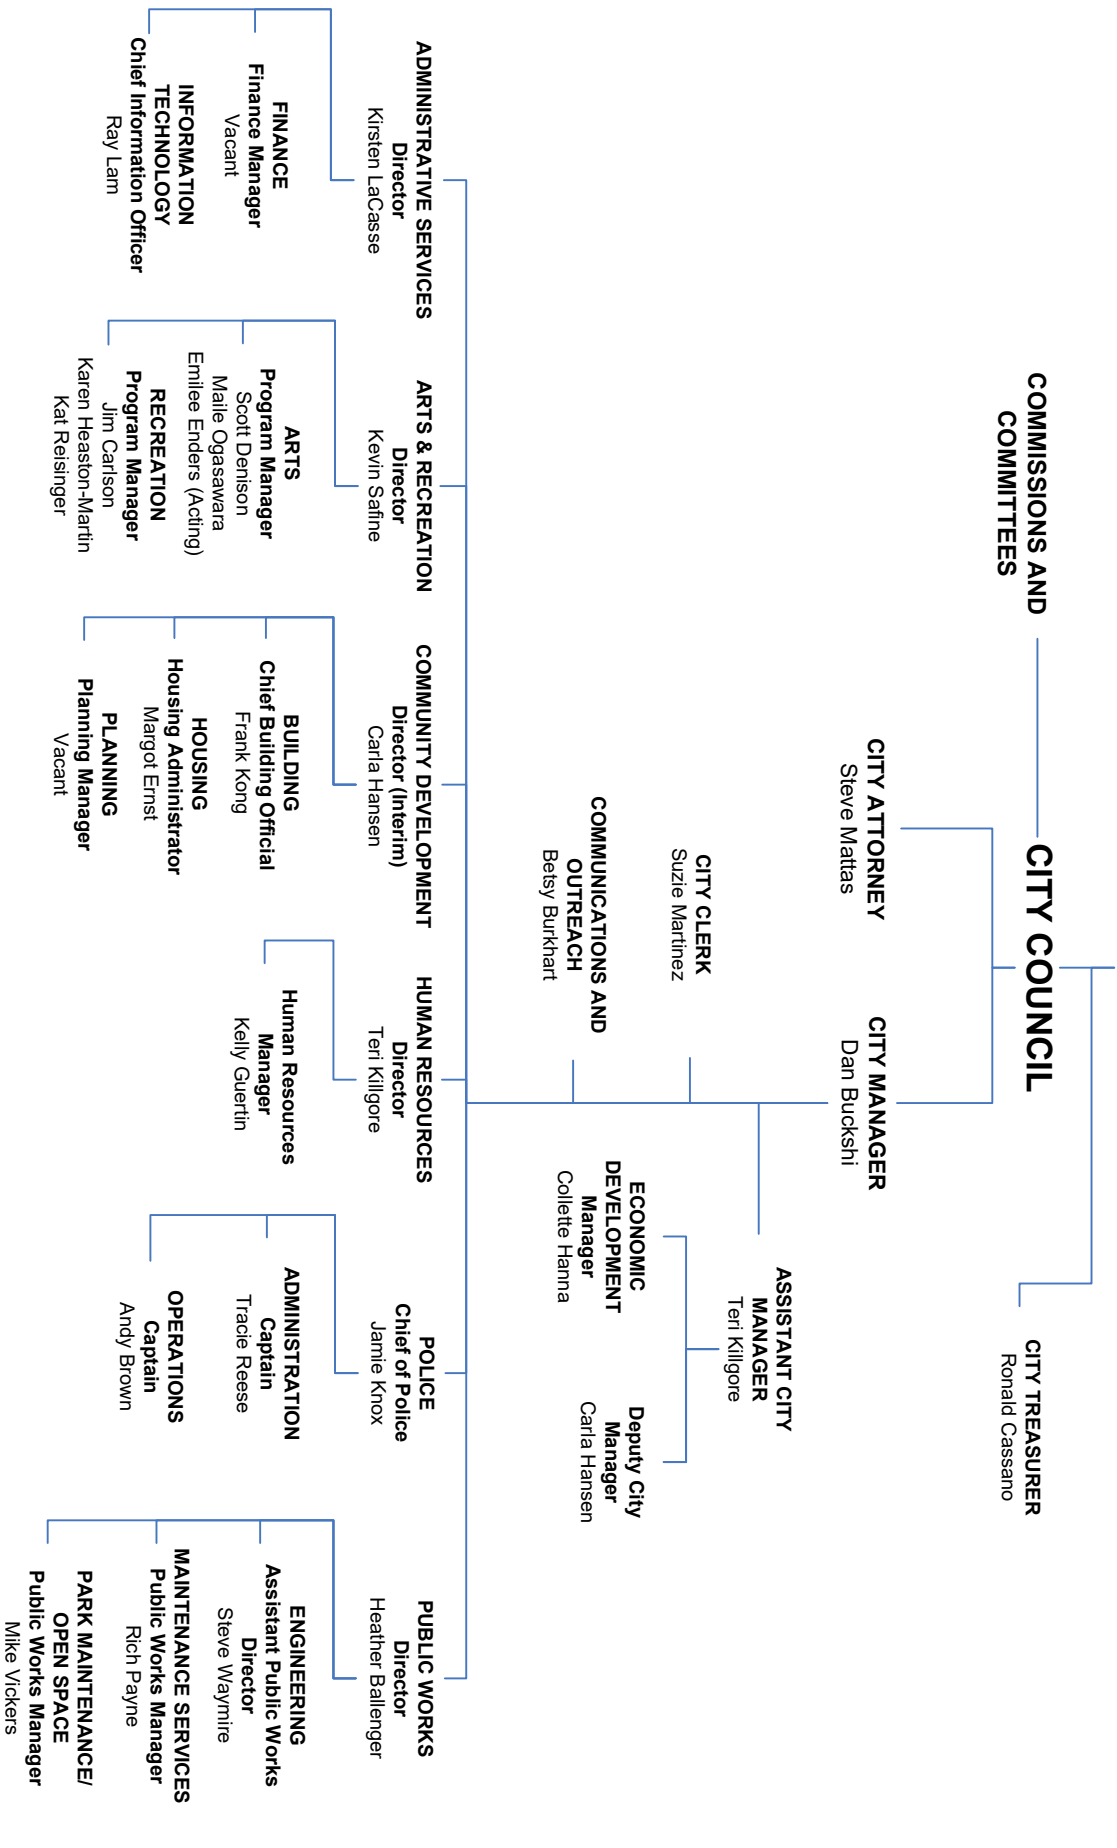 CITY COUNCIL
COMMISSIONS AND
COMMITTEES
CITY TREASURER
Ronald Cassano
CITY ATTORNEY
Steve Mattas
CITY MANAGER
Dan Buckshi
ASSISTANT CITY
MANAGER
Teri Killgore
CITY CLERK
Suzie Martinez
COMMUNICATIONS AND
OUTREACH
Betsy Burkhart
ECONOMIC
DEVELOPMENT
Manager
Collette Hanna
Deputy City
Manager
Carla Hansen
ADMINISTRATIVE SERVICES
Director
Kirsten LaCasse
FINANCE
Finance Manager
Vacant
INFORMATION
TECHNOLOGY
Chief Information Officer
Ray Lam
ARTS & RECREATION
Director
Kevin Safine
ARTS
Program Manager
Scott Denison
Maile Ogasawara
Emilee Enders (Acting)
RECREATION
Program Manager
Jim Carlson
Karen Heaston-Martin
Kat Reisinger
COMMUNITY DEVELOPMENT
Director (Interim)
Carla Hansen
BUILDING
Chief Building Official
Frank Kong
HOUSING
Housing Administrator
Margot Ernst
PLANNING
Planning Manager
Vacant
HUMAN RESOURCES
Director
Teri Killgore
Human Resources
Manager
Kelly Guertin
POLICE
Chief of Police
Jamie Knox
ADMINISTRATION
Captain
Tracie Reese
OPERATIONS
Captain
Andy Brown
PUBLIC WORKS
Director
Heather Ballenger
ENGINEERING
Assistant Public Works
Director
Steve Waymire
MAINTENANCE SERVICES
Public Works Manager
Rich Payne
PARK MAINTENANCE/
OPEN SPACE
Public Works Manager
Mike Vickers